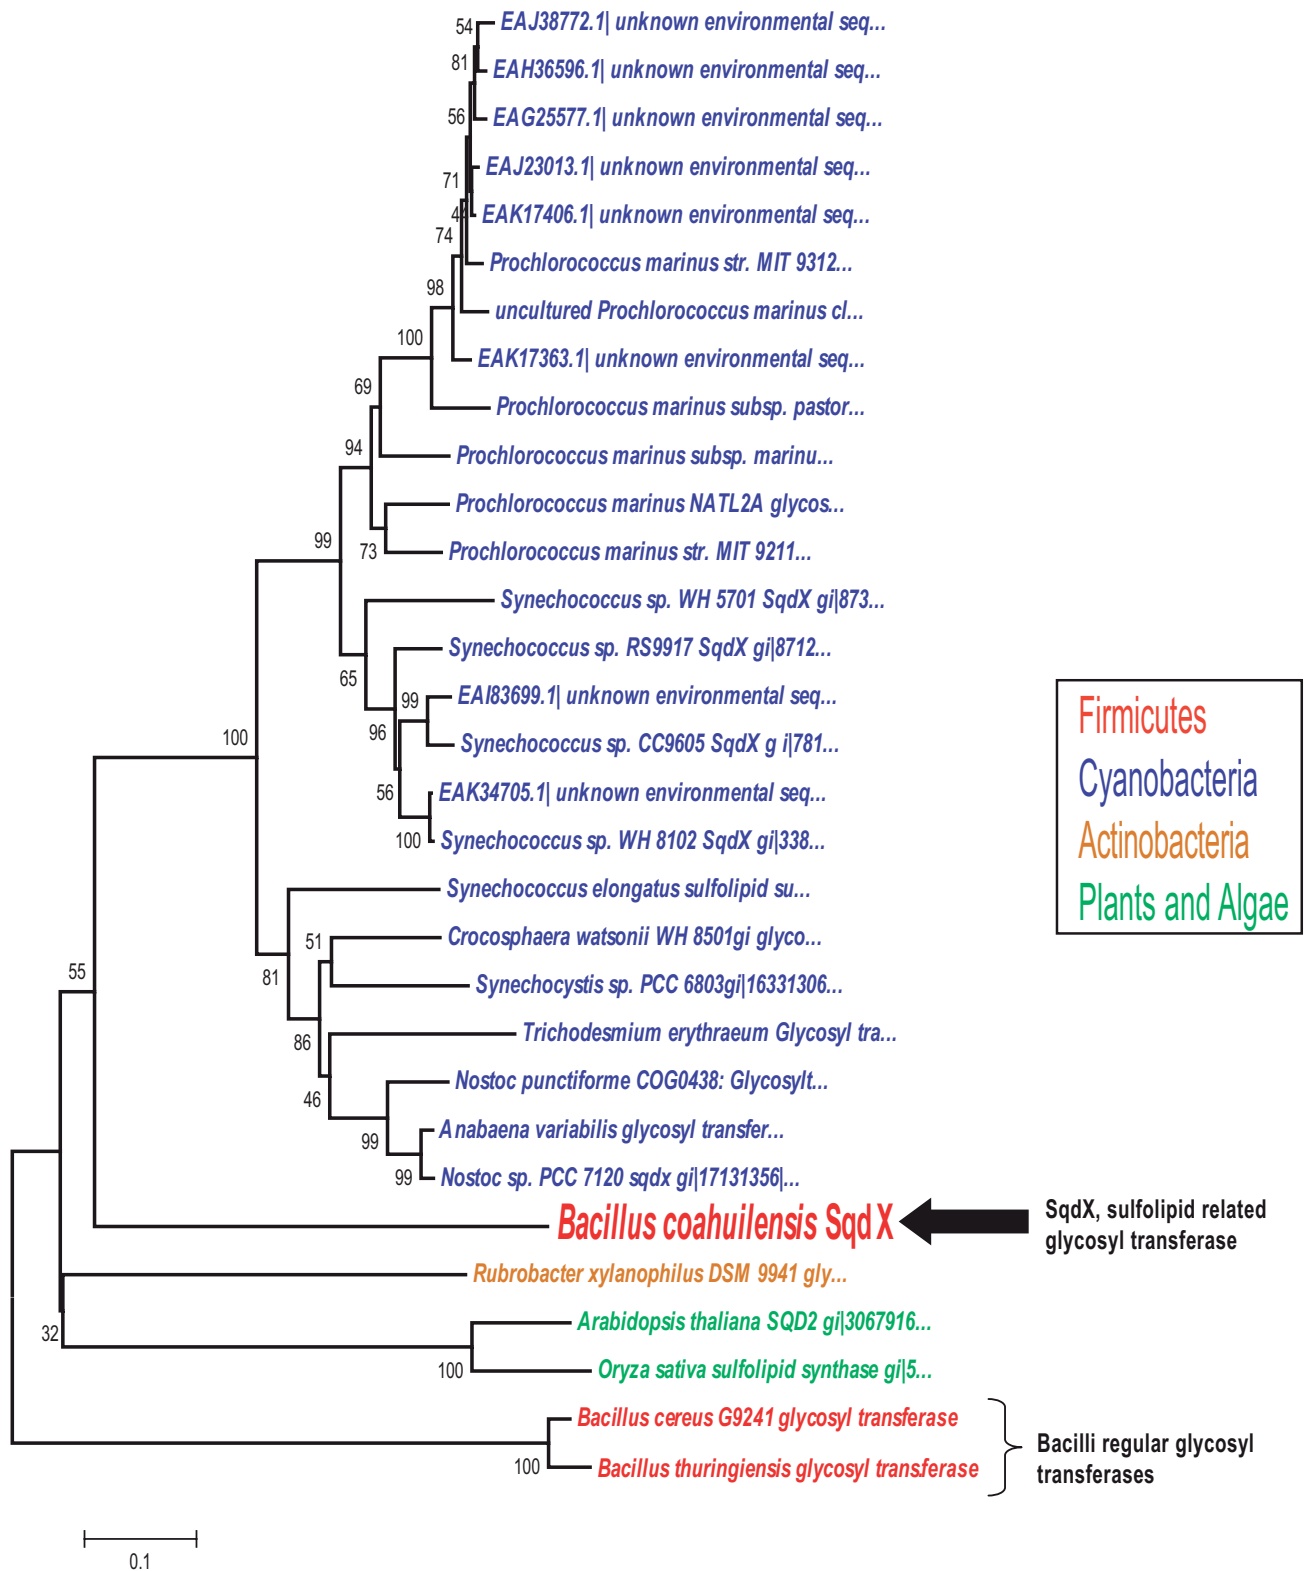 54
EAJ38772.1| unknown environmental seq...
81
EAH36596.1| unknown environmental seq...
56
EAG25577.1| unknown environmental seq...
EAJ23013.1| unknown environmental seq...
71
44
EAK17406.1| unknown environmental seq...
74
Prochlorococcus marinus str. MIT 9312...
98
uncultured Prochlorococcus marinus cl...
100
EAK17363.1| unknown environmental seq...
69
Prochlorococcus marinus subsp. pastor...
94
Prochlorococcus marinus subsp. marinu...
Prochlorococcus marinus NATL2A glycos...
99
73
Prochlorococcus marinus str. MIT 9211...
Synechococcus sp. WH 5701 SqdX gi|873...
Synechococcus sp. RS9917 SqdX gi|8712...
65
99
EAI83699.1| unknown environmental seq...
96
100
Synechococcus sp. CC9605 SqdX g i|781...
56
EAK34705.1| unknown environmental seq...
100
Synechococcus sp. WH 8102 SqdX gi|338...
Synechococcus elongatus sulfolipid su...
51
Crocosphaera watsonii WH 8501gi glyco...
55
81
Synechocystis sp. PCC 6803gi|16331306...
86
Trichodesmium erythraeum Glycosyl tra...
46
Nostoc punctiforme COG0438: Glycosylt...
99
Anabaena variabilis glycosyl transfer...
99
Nostoc sp. PCC 7120 sqdx gi|17131356|...
Bacillus coahuilensis Sqd X
SqdX, sulfolipid related
glycosyl transferase
Rubrobacter xylanophilus DSM 9941 gly...
32
Arabidopsis thaliana SQD2 gi|3067916...
100
Oryza sativa sulfolipid synthase gi|5...
Bacillus cereus G9241 glycosyl transferase
100
Bacillus thuringiensis glycosyl transferase
Bacilli regular glycosyl
transferases
0.1
Firmicutes
Cyanobacteria
Actinobacteria
Plants and Algae